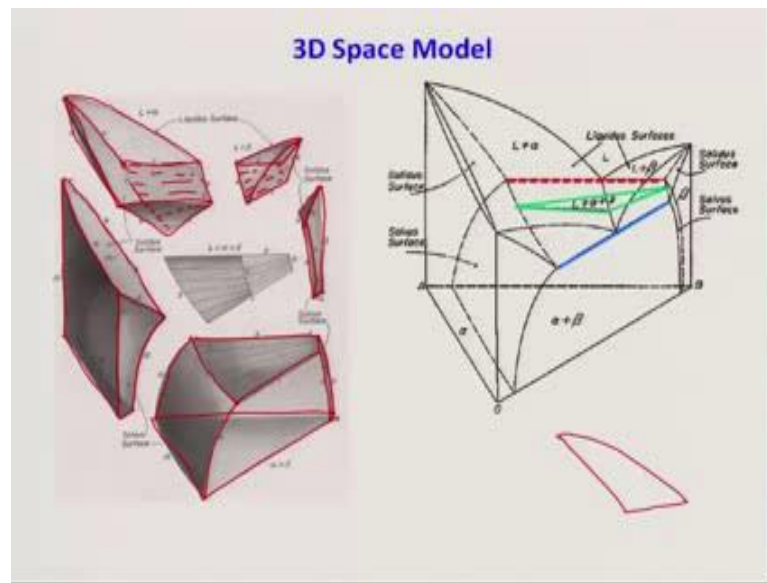 3D Space Model
L+α
Liquidus Surface
L+β
Solidus
Surface
Solidus
Surface
L+α+β
Solvus
Surface
Solvus
Surface
α+β
L+α
Liquidus Surfaces
L
L+β
Solidus
Surface
Solidus
Surface
β
Solvus
Surface
L+α+β
Solvus
Surface
A
B
α
α+β
C